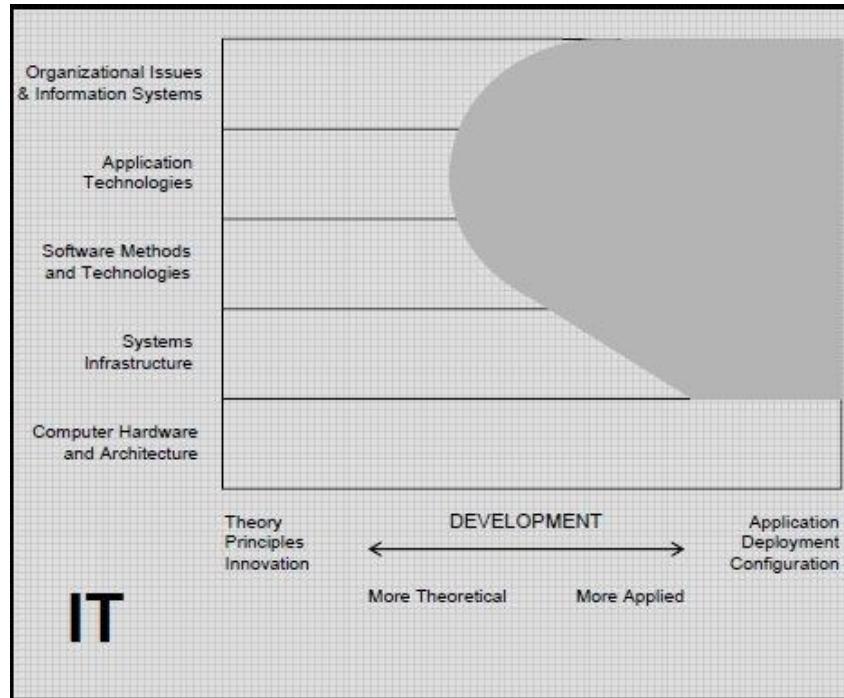 Organizational Issues
& Information Systems
Application
Technologies
Software Methods
and Technologies
Systems
Infrastructure
Computer Hardware
and Architecture
Theory
Principles
Innovation
DEVELOPMENT
Application
Deployment
Configuration
More Theoretical
More Applied
IT